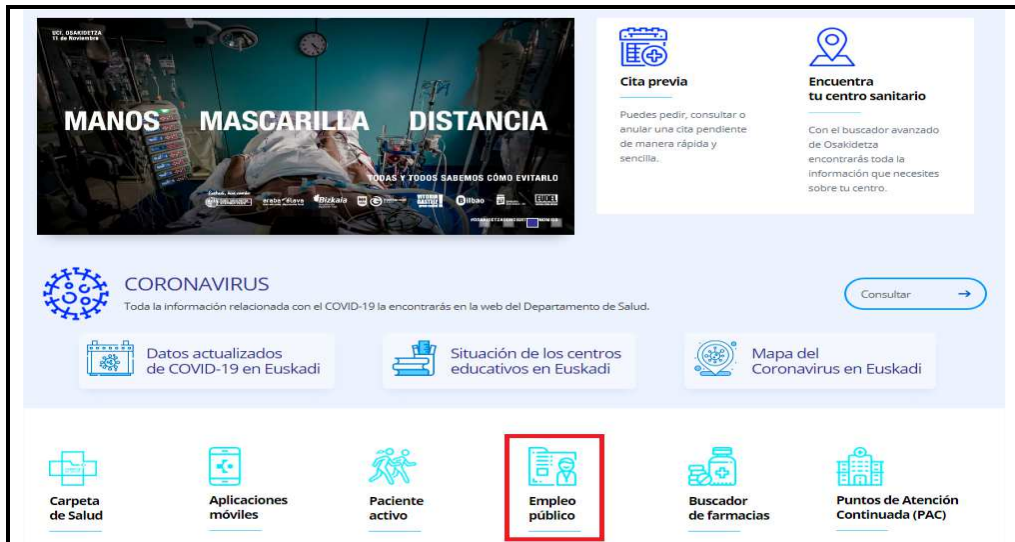 UCI. OSAKIDETZA
11 de Noviembre
MANOS MASCARILLA DISTANCIA
TODAS Y TODOS SABEMOS CÓMO EVITARLO
araba álava
Bizkaia
Bilbao
EUDEL
Cita previa
Puedes pedir, consultar o
anular una cita pendiente
de manera rápida y
sencilla.
Encuentra
tu centro sanitario
Con el buscador avanzado
de Osakidetza
encontrarás toda la
información que necesites
sobre tu centro.
CORONAVIRUS
Toda la información relacionada con el COVID-19 la encontrarás en la web del Departamento de Salud.
Consultar
Datos actualizados
de COVID-19 en Euskadi
Situación de los centros
educativos en Euskadi
Mapa del
Coronavirus en Euskadi
Carpeta
de Salud
Aplicaciones
móviles
Paciente
activo
Empleo
público
Buscador
de farmacias
Puntos de Atención
Continuada (PAC)